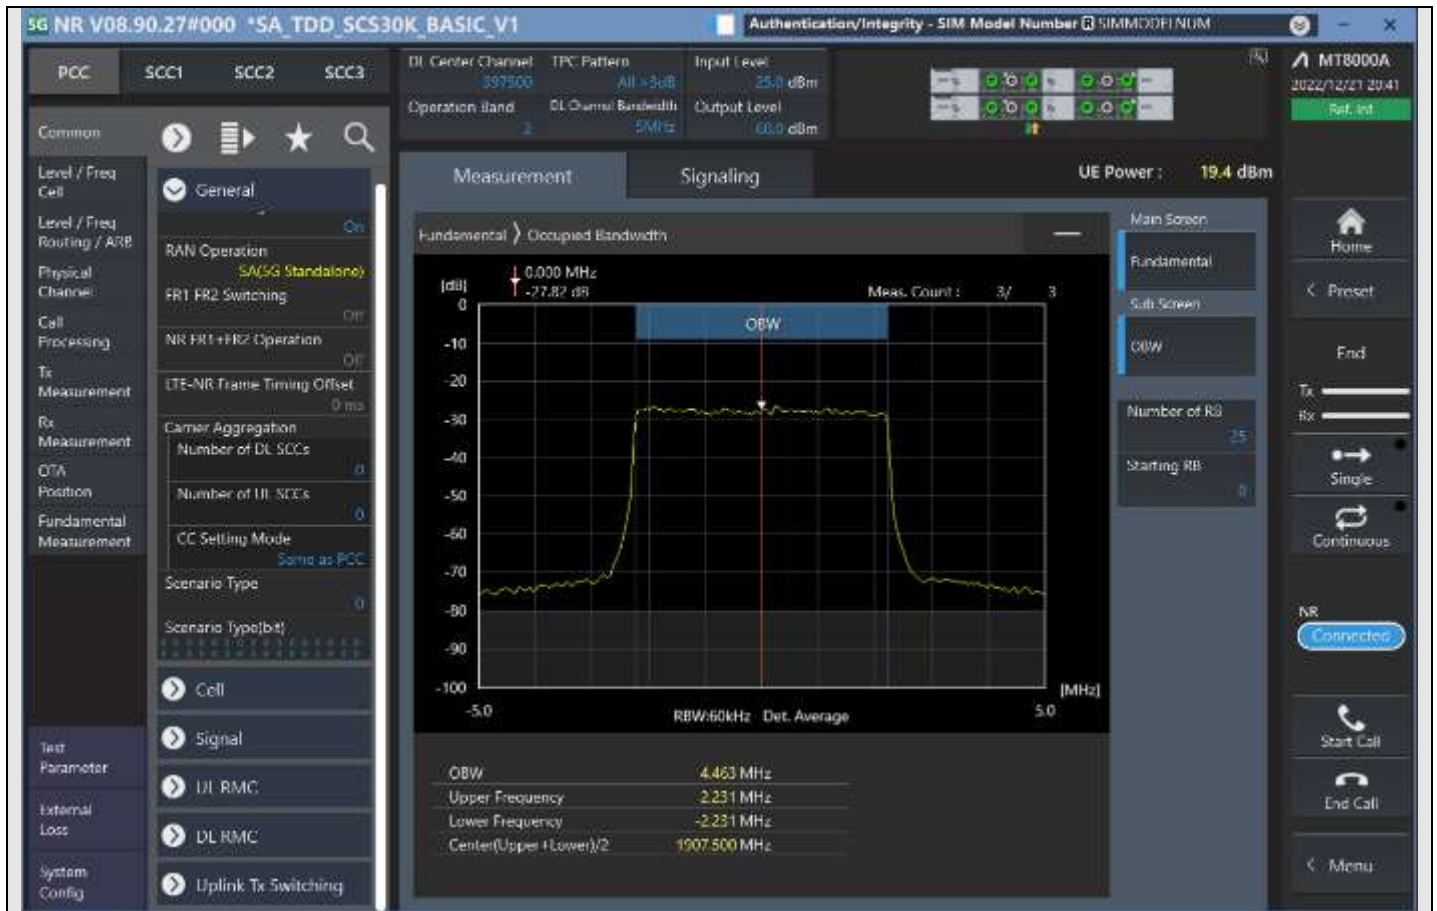 5G NR V08.90.27#000 *SA_TDD_SCS30K_BASIC_V1
Authentication/Integrity - SIM Model Number R SIMMODELNUM
PCC SCC1 SCC2 SCC3
DL Center Channel
397500
TPC Pattern
All +3dB
Input Level
25.0 dBm
Operation Band
2
DL Channel Bandwidth
5MHz
Output Level
-60.0 dBm
MT8000A
2022/12/21 20:41
Ref. Int
Common
Level / Freq
Cell
Level / Freq
Routing / ARB
Physical
Channel
Call
Processing
Tx
Measurement
Rx
Measurement
OTA
Position
Fundamental
Measurement
Test
Parameter
External
Loss
System
Config
General
On
RAN Operation
SA(5G Standalone)
FR1 FR2 Switching
Off
NR FR1+FR2 Operation
Off
LTE-NR Frame Timing Offset
0 ms
Carrier Aggregation
Number of DL SCCs
0
Number of UL SCCs
0
CC Setting Mode
Same as PCC
Scenario Type
0
Scenario Type(bit)
Cell
Signal
UL RMC
DL RMC
Uplink Tx Switching
Measurement Signaling
UE Power : 19.4 dBm
Fundamental Occupied Bandwidth
[dB]
0.000 MHz
-27.82 dB
Meas. Count : 3/ 3
OBW
0
-10
-20
-30
-40
-50
-60
-70
-80
-90
-100
-5.0
RBW:60kHz Det. Average
5.0
[MHz]
OBW 4.463 MHz
Upper Frequency 2.231 MHz
Lower Frequency -2.231 MHz
Center(Upper+Lower)/2 1907.500 MHz
Main Screen
Fundamental
Sub Screen
OBW
Number of RB
25
Starting RB
0
Home
Preset
End
Tx
Rx
Single
Continuous
NR
Connected
Start Call
End Call
Menu